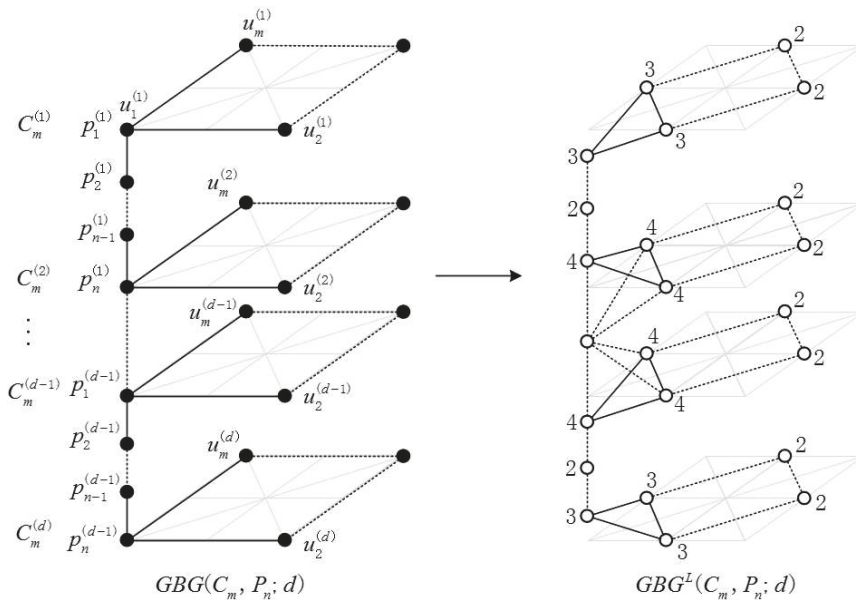 u_m^{(1)}
u_1^{(1)}
C_m^{(1)} p_1^{(1)} u_2^{(1)}
p_2^{(1)}
u_m^{(2)}
p_{n-1}^{(1)}
C_m^{(2)} p_n^{(1)} u_2^{(2)}
⋮
u_m^{(d-1)}
C_m^{(d-1)} p_1^{(d-1)} u_2^{(d-1)}
p_2^{(d-1)}
u_m^{(d)}
p_{n-1}^{(d-1)}
C_m^{(d)} p_n^{(d-1)} u_2^{(d)}
GBG(C_m, P_n; d)
2
3
2
3
3
2
2
4
4
2
4
2
4
2
4
4
2
2
3
2
3
3
GBG^L(C_m, P_n; d)